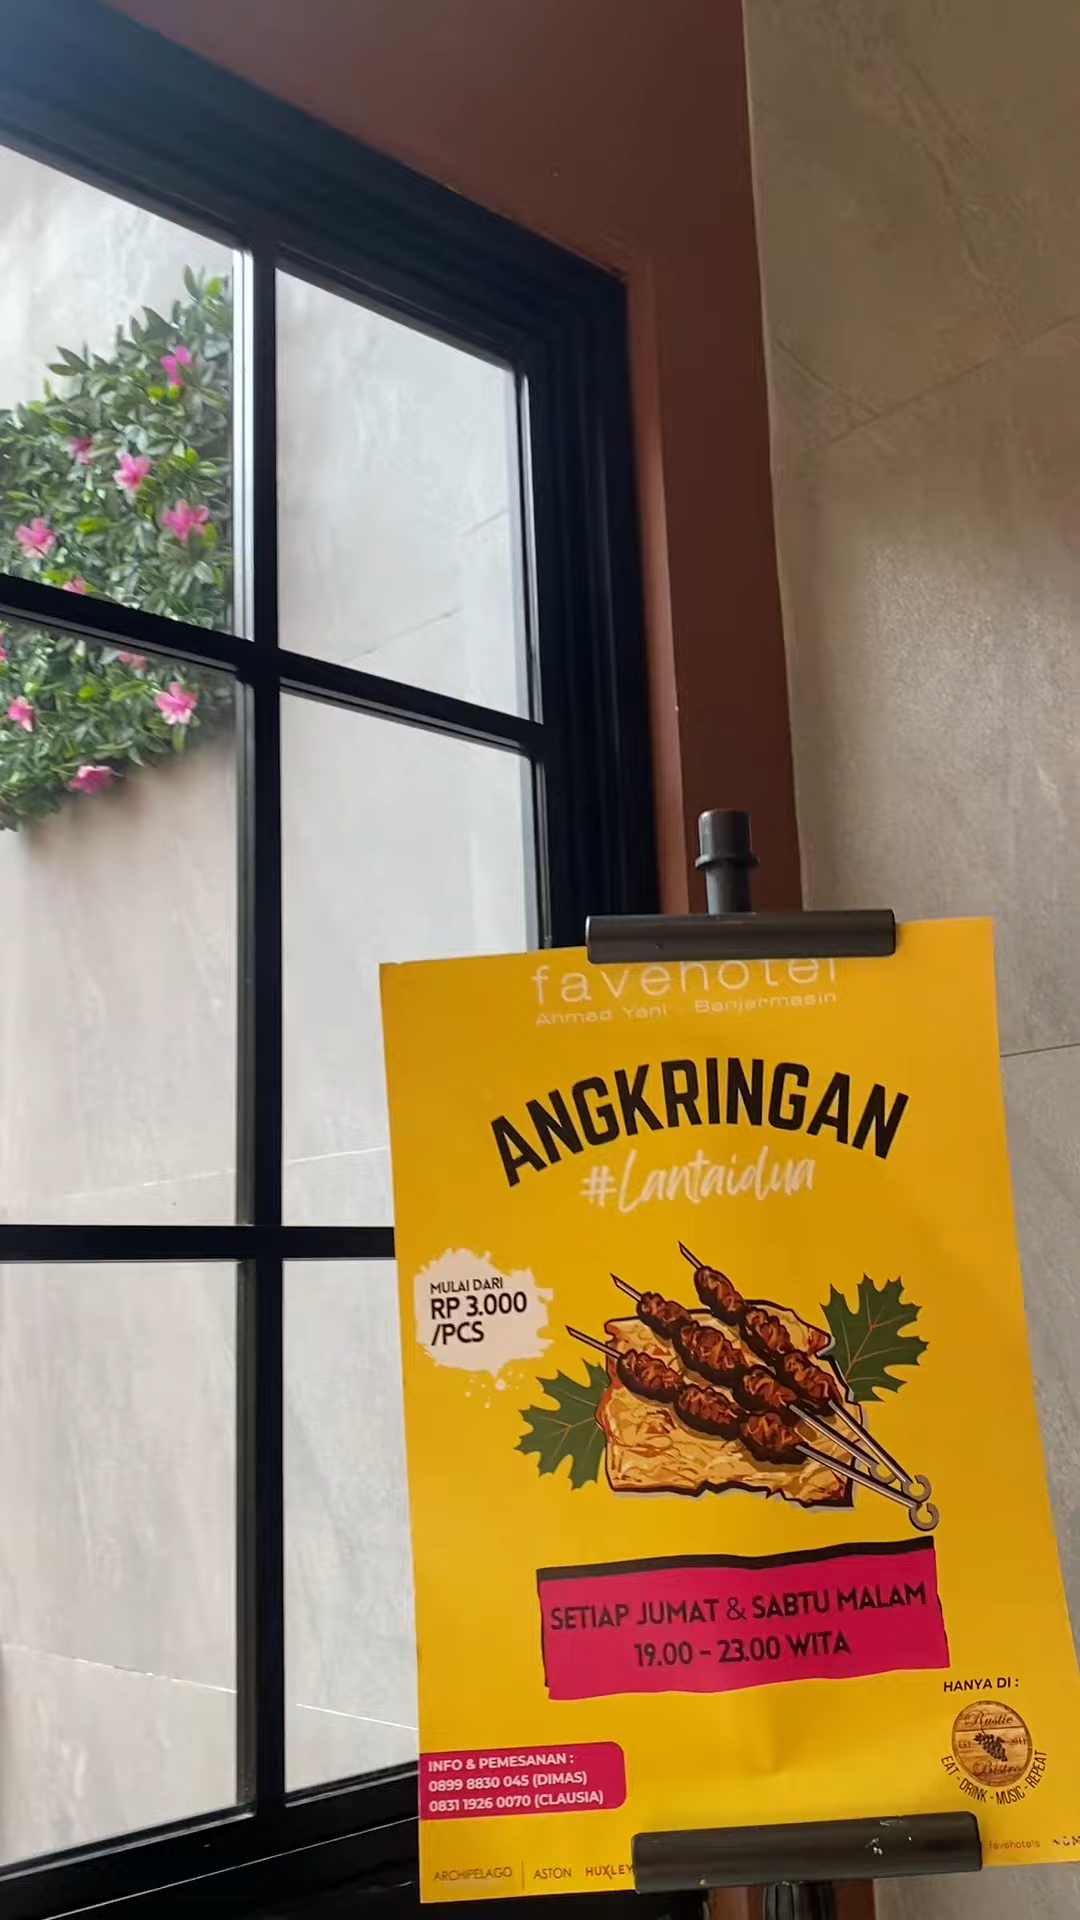 favehotel
Ahmad Yani - Banjarmasin
ANGKRINGAN
#Lantaidua
MULAI DARI
RP 3.000
/PCS
SETIAP JUMAT & SABTU MALAM
19.00 - 23.00 WITA
HANYA DI :
Rustic
EST 2011
Bistro
EAT - DRINK - MUSIC - REPEAT
INFO & PEMESANAN :
0899 8830 045 (DIMAS)
0831 1926 0070 (CLAUSIA)
ARCHIPELAGO ASTON HUXLEY favehotels